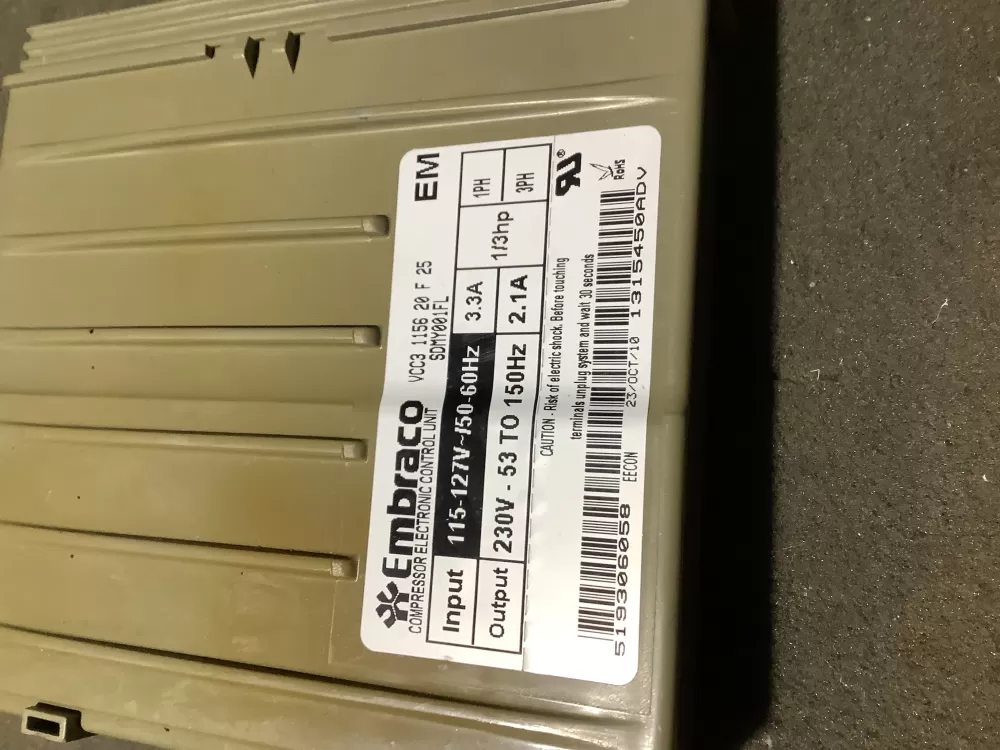 Embraco
COMPRESSOR ELECTRONIC CONTROL UNIT
VCC3 1156 20 F 25
SDMY001FL
EM
Input 115-127V~/50-60Hz 3.3A 1/3hp 1PH
Output 230V - 53 TO 150Hz 2.1A 3PH
CAUTION - Risk of electric shock. Before touching
terminals unplug system and wait 30 seconds
RU®
RoHS
EECON
519306058 23/OCT/10 1315450ADV